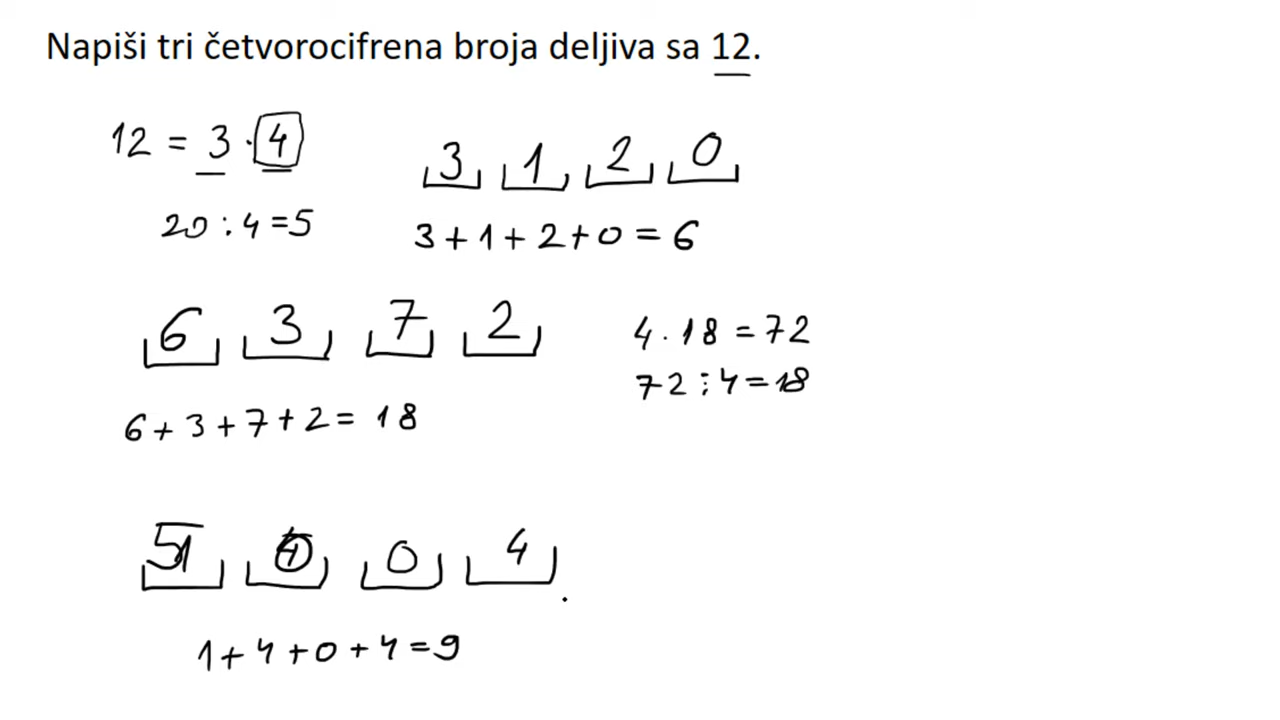 Napiši tri četvorocifrena broja deljiva sa 12.
12 = 3 · 4
3 1 2 0
20 : 4 = 5
3 + 1 + 2 + 0 = 6
6 3 7 2
4 · 18 = 72
72 : 4 = 18
6 + 3 + 7 + 2 = 18
0 4
1 + 4 + 0 + 4 = 9